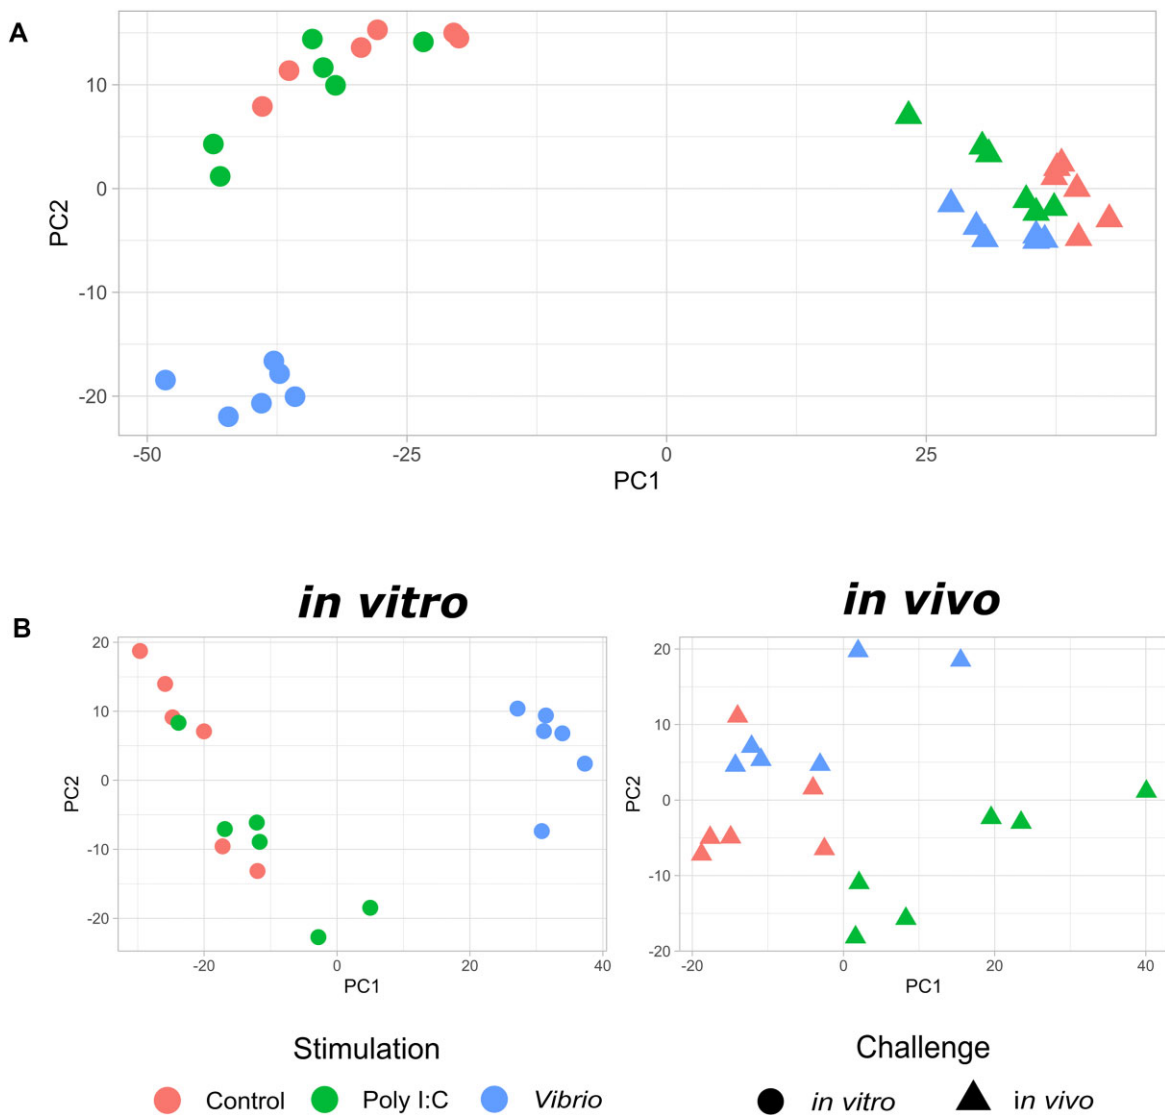 A
PC2
10
0
-10
-20
-50 -25 0 25
PC1
B
in vitro in vivo
PC2
20
10
0
-10
-20
-20 0 20 40
PC1
PC2
20
10
0
-10
-20
-20 0 20 40
PC1
Stimulation Challenge
Control Poly I:C Vibrio in vitro in vivo